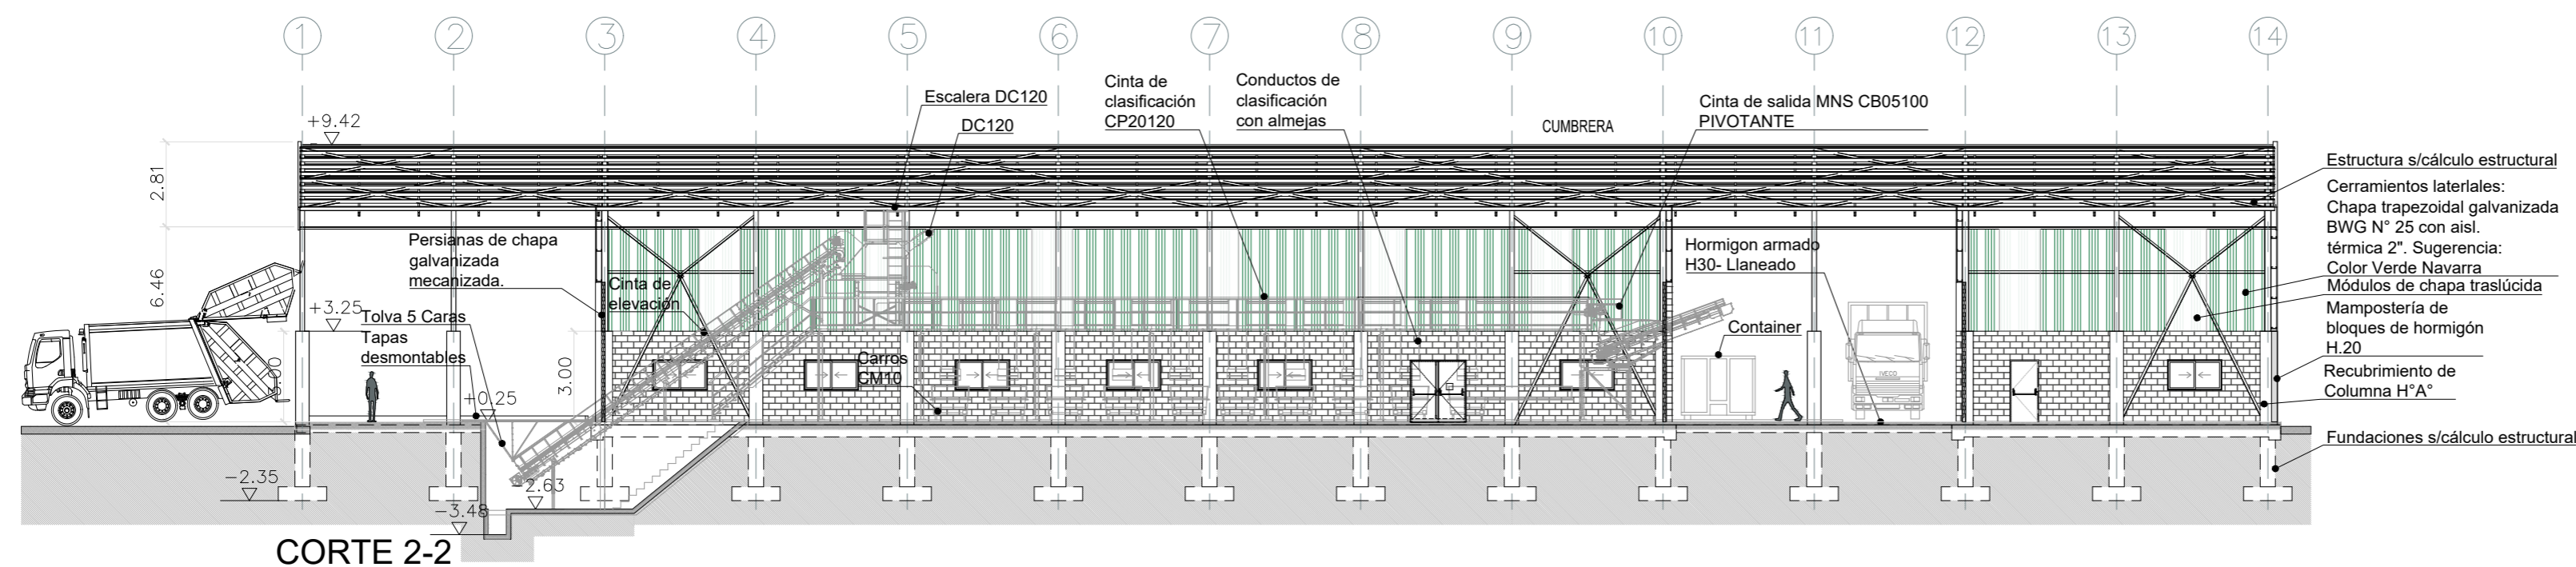 1 2 3 4 5 6 7 8 9 10 11 12 13 14
+9.42
2.81
6.46
+3.25
3.00
+0.25
-2.35
-2.63
-3.48
Escalera DC120
DC120
Cinta de
clasificación
CP20120
Conductos de
clasificación
con almejas
CUMBRERA
Cinta de salida MNS CB05100
PIVOTANTE
Persianas de chapa
galvanizada
mecanizada.
Cinta de
elevación
Tolva 5 Caras
Tapas
desmontables
Carros
CM10
Hormigon armado
H30- Llaneado
Container
IVECO
Estructura s/cálculo estructural
Cerramientos laterlales:
Chapa trapezoidal galvanizada
BWG N° 25 con aisl.
térmica 2". Sugerencia:
Color Verde Navarra
Módulos de chapa traslúcida
Mampostería de
bloques de hormigón
H.20
Recubrimiento de
Columna H°A°
Fundaciones s/cálculo estructural
CORTE 2-2